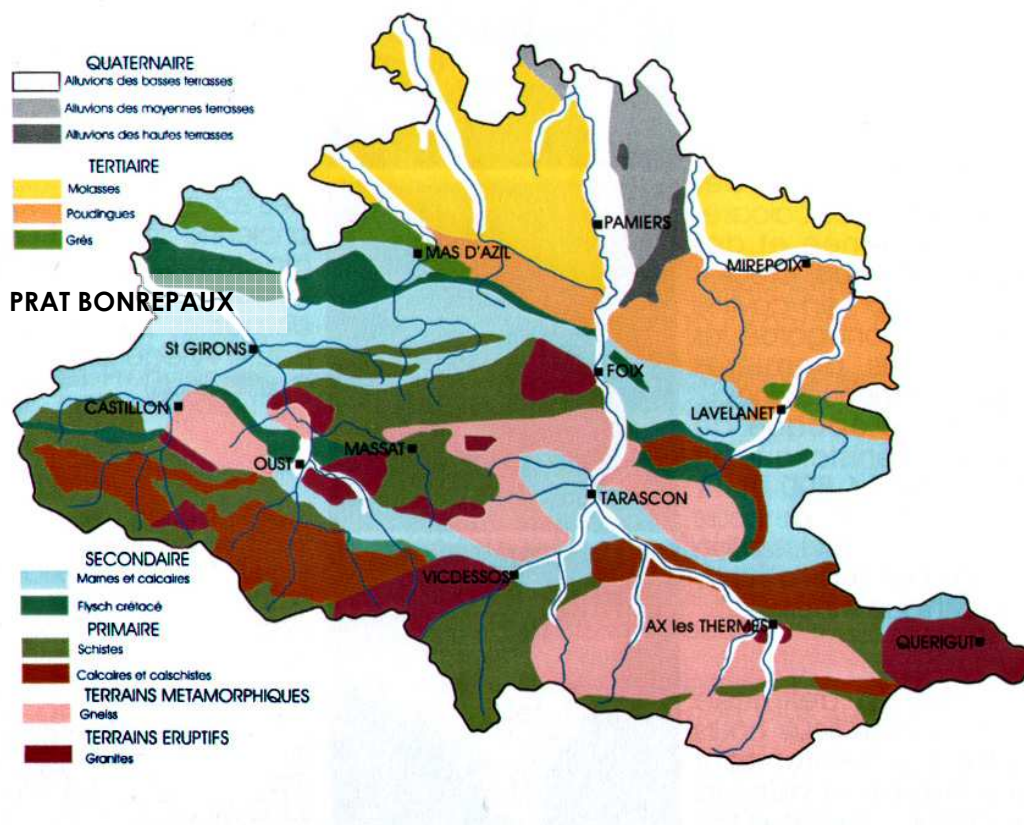 QUATERNAIRE
Alluvions des basses terrasses
Alluvions des moyennes terrasses
Alluvions des hautes terrasses
TERTIAIRE
Molasses
Poudingues
Grès
PAMIERS
MAS D'AZIL
MIREPOIX
PRAT BONREPAUX
St GIRONS
FOIX
CASTILLON
LAVELANET
MASSAT
OUST
TARASCON
SECONDAIRE
Marnes et calcaires
Flysch crétacé
PRIMAIRE
Schistes
Calcaires et calschistes
TERRAINS METAMORPHIQUES
Gneiss
TERRAINS ERUPTIFS
Granites
VICDESSOS
AX les THERMES
QUERIGUT